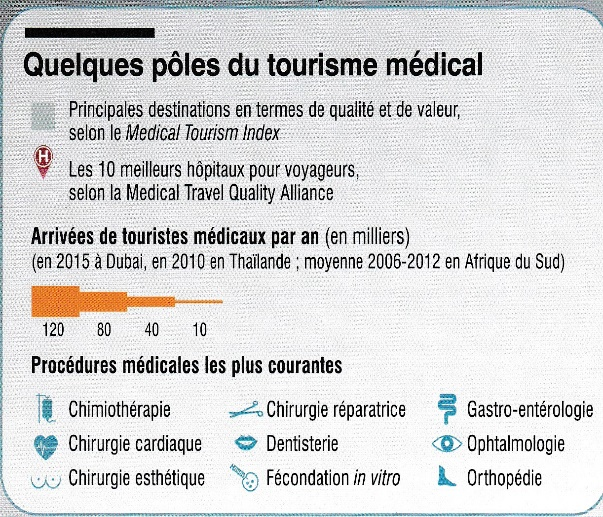 Quelques pôles du tourisme médical
Principales destinations en termes de qualité et de valeur,
selon le Medical Tourism Index
H
Les 10 meilleurs hôpitaux pour voyageurs,
selon la Medical Travel Quality Alliance
Arrivées de touristes médicaux par an (en milliers)
(en 2015 à Dubai, en 2010 en Thaïlande ; moyenne 2006-2012 en Afrique du Sud)
120 80 40 10
Procédures médicales les plus courantes
Chimiothérapie Chirurgie réparatrice Gastro-entérologie
Chirurgie cardiaque Dentisterie Ophtalmologie
Chirurgie esthétique Fécondation in vitro Orthopédie